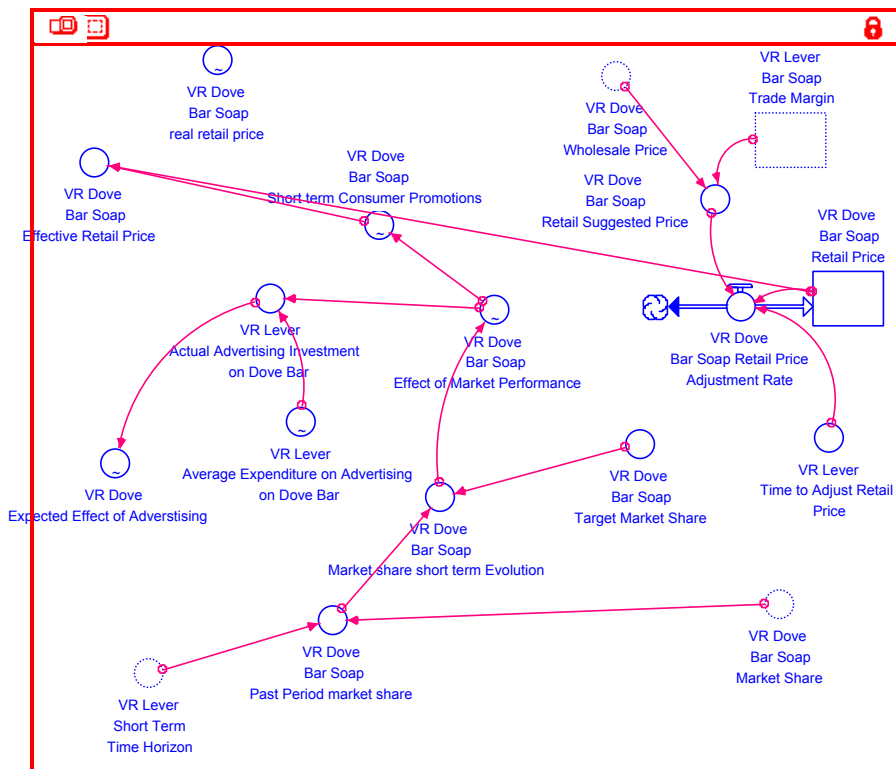 VR Dove
Bar Soap
real retail price
VR Dove
Bar Soap
Wholesale Price
VR Lever
Bar Soap
Trade Margin
VR Dove
Bar Soap
Effective Retail Price
VR Dove
Bar Soap
Short term Consumer Promotions
VR Dove
Bar Soap
Retail Suggested Price
VR Dove
Bar Soap
Retail Price
VR Lever
Actual Advertising Investment
on Dove Bar
VR Dove
Bar Soap
Effect of Market Performance
VR Dove
Bar Soap Retail Price
Adjustment Rate
~
~
~
VR Dove
Expected Effect of Adverstising
~
VR Lever
Average Expenditure on Advertising
on Dove Bar
~
VR Dove
Bar Soap
Target Market Share
VR Lever
Time to Adjust Retail
Price
VR Dove
Bar Soap
Market share short term Evolution
VR Dove
Bar Soap
Past Period market share
VR Dove
Bar Soap
Market Share
VR Lever
Short Term
Time Horizon